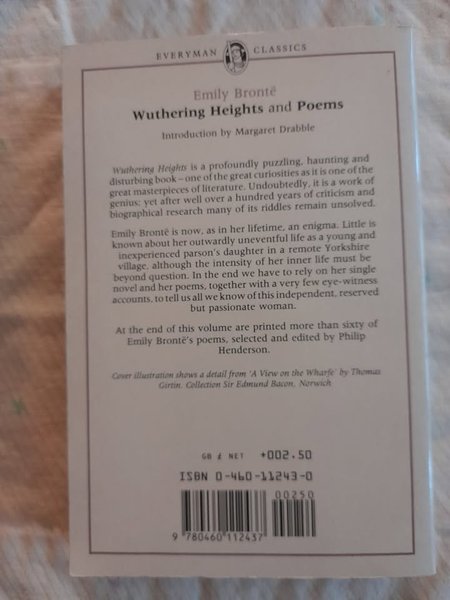 EVERYMAN CLASSICS
Emily Brontë
Wuthering Heights and Poems
Introduction by Margaret Drabble
Wuthering Heights is a profoundly puzzling, haunting and
disturbing book – one of the great curiosities as it is one of the
great masterpieces of literature. Undoubtedly, it is a work of
genius; yet after well over a hundred years of criticism and
biographical research many of its riddles remain unsolved.
Emily Brontë is now, as in her lifetime, an enigma. Little is
known about her outwardly uneventful life as a young and
inexperienced parson's daughter in a remote Yorkshire
village, although the intensity of her inner life must be
beyond question. In the end we have to rely on her single
novel and her poems, together with a very few eye-witness
accounts, to tell us all we know of this independent, reserved
but passionate woman.
At the end of this volume are printed more than sixty of
Emily Brontë's poems, selected and edited by Philip
Henderson.
Cover illustration shows a detail from 'A View on the Wharfe' by Thomas
Girtin. Collection Sir Edmund Bacon, Norwich
GB £ NET +002.50
ISBN 0-460-11243-0
00250
9 780460 112437